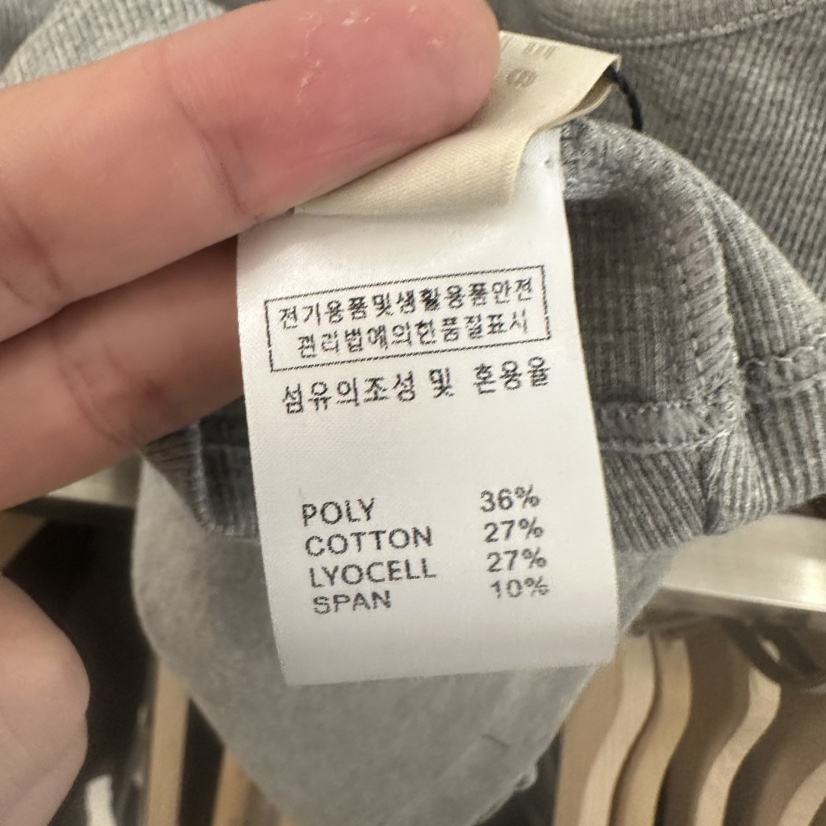 전기용품및생활용품안전
관리법에의한품질표시
섬유의조성 및 혼용율
POLY 36%
COTTON 27%
LYOCELL 27%
SPAN 10%